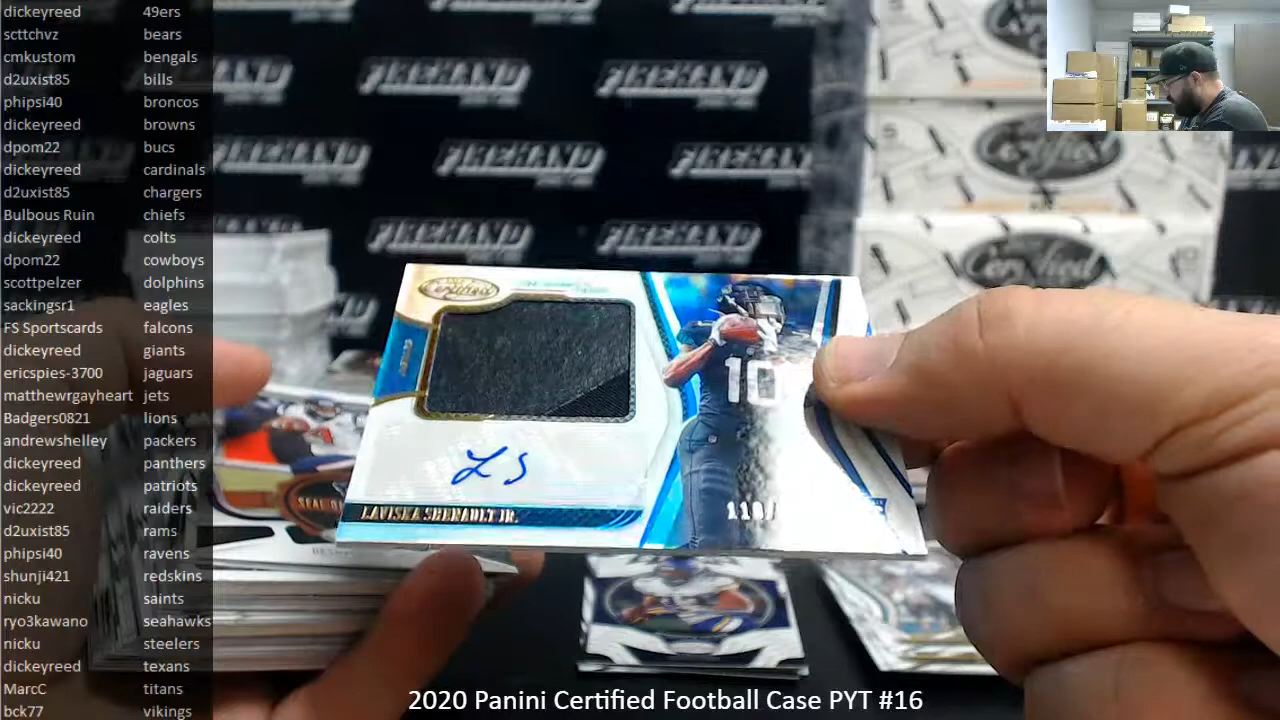 dickeyreed 49ers
scttchvz bears
cmkustom bengals
d2uxist85 bills
phipsi40 broncos
dickeyreed browns
dpom22 bucs
dickeyreed cardinals
d2uxist85 chargers
Bulbous Ruin chiefs
dickeyreed colts
dpom22 cowboys
scottpelzer dolphins
sackingsr1 eagles
FS Sportscards falcons
dickeyreed giants
ericspies-3700 jaguars
matthewrgayheart jets
Badgers0821 lions
andrewshelley packers
dickeyreed panthers
dickeyreed patriots
vic2222 raiders
d2uxist85 rams
phipsi40 ravens
shunji421 redskins
nicku saints
ryo3kawano seahawks
nicku steelers
dickeyreed texans
MarcC titans
bck77 vikings
FIREHAND FIREHAND
FIREHAND FIREHAND FIREHAND
FIREHAND FIREHAND
Certified
Certified
Certified
10
LS
LAVISKA SHENAULT JR.
SEAL
2020 Panini Certified Football Case PYT #16